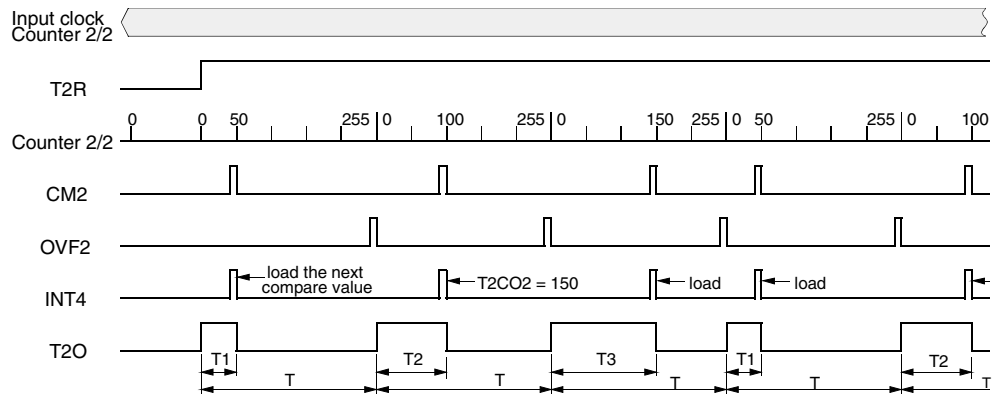 Input clock
Counter 2/2
T2R
0 0 50 255 0 100 255 0 150 255 0 50 255 0 100
Counter 2/2
CM2
OVF2
load the next
compare value
T2CO2 = 150
load
load
INT4
T2O
T1 T2 T3 T1 T2
T T T T T